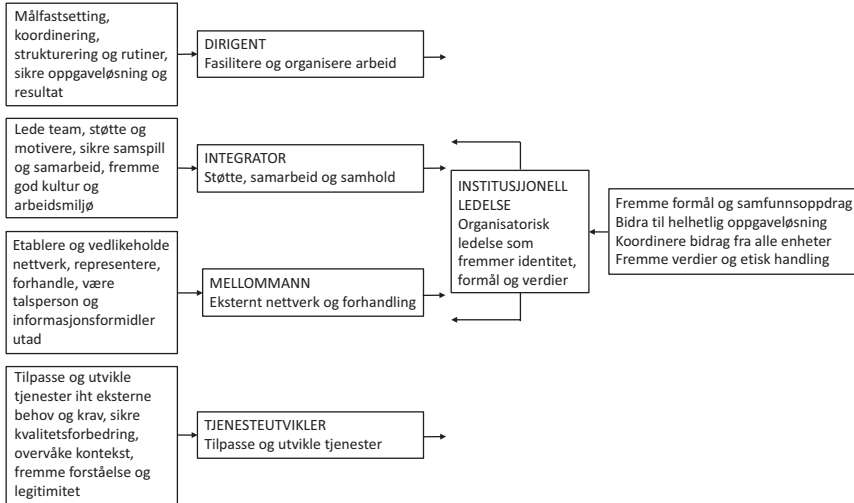 Målfastsetting,
koordinering,
strukturering og rutiner,
sikre oppgaveløsning og
resultat
DIRIGENT
Fasilitere og organisere arbeid
Lede team, støtte og
motivere, sikre samspill
og samarbeid, fremme
god kultur og
arbeidsmiljø
INTEGRATOR
Støtte, samarbeid og samhold
Etablere og vedlikeholde
nettverk, representere,
forhandle, være
talsperson og
informasjonsformidler
utad
MELLOMMANN
Eksternt nettverk og forhandling
Tilpasse og utvikle
tjenester iht eksterne
behov og krav, sikre
kvalitetsforbedring,
overvåke kontekst,
fremme forståelse og
legitimitet
TJENESTEUTVIKLER
Tilpasse og utvikle tjenester
INSTITUSJONELL
LEDELSE
Organisatorisk
ledelse som
fremmer identitet,
formål og verdier
Fremme formål og samfunnsoppdrag
Bidra til helhetlig oppgaveløsning
Koordinere bidrag fra alle enheter
Fremme verdier og etisk handling